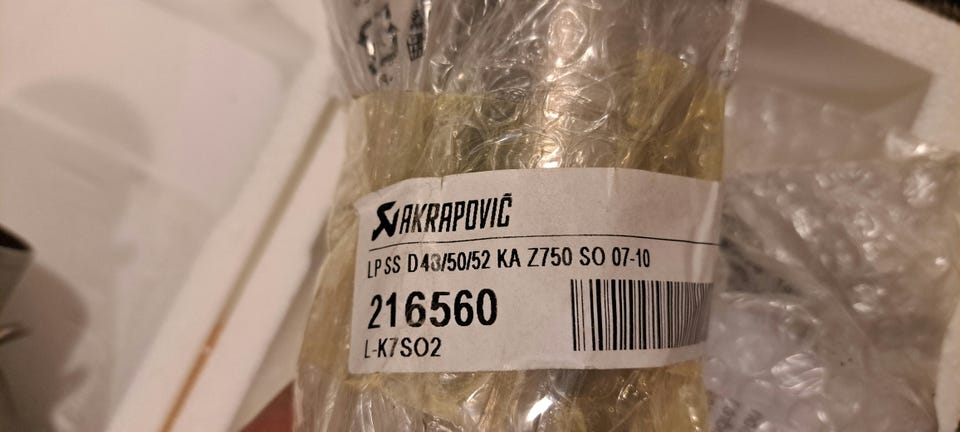 AKRAPOVIČ
LP SS D43/50/52 KA Z750 SO 07-10
216560
L-K7SO2